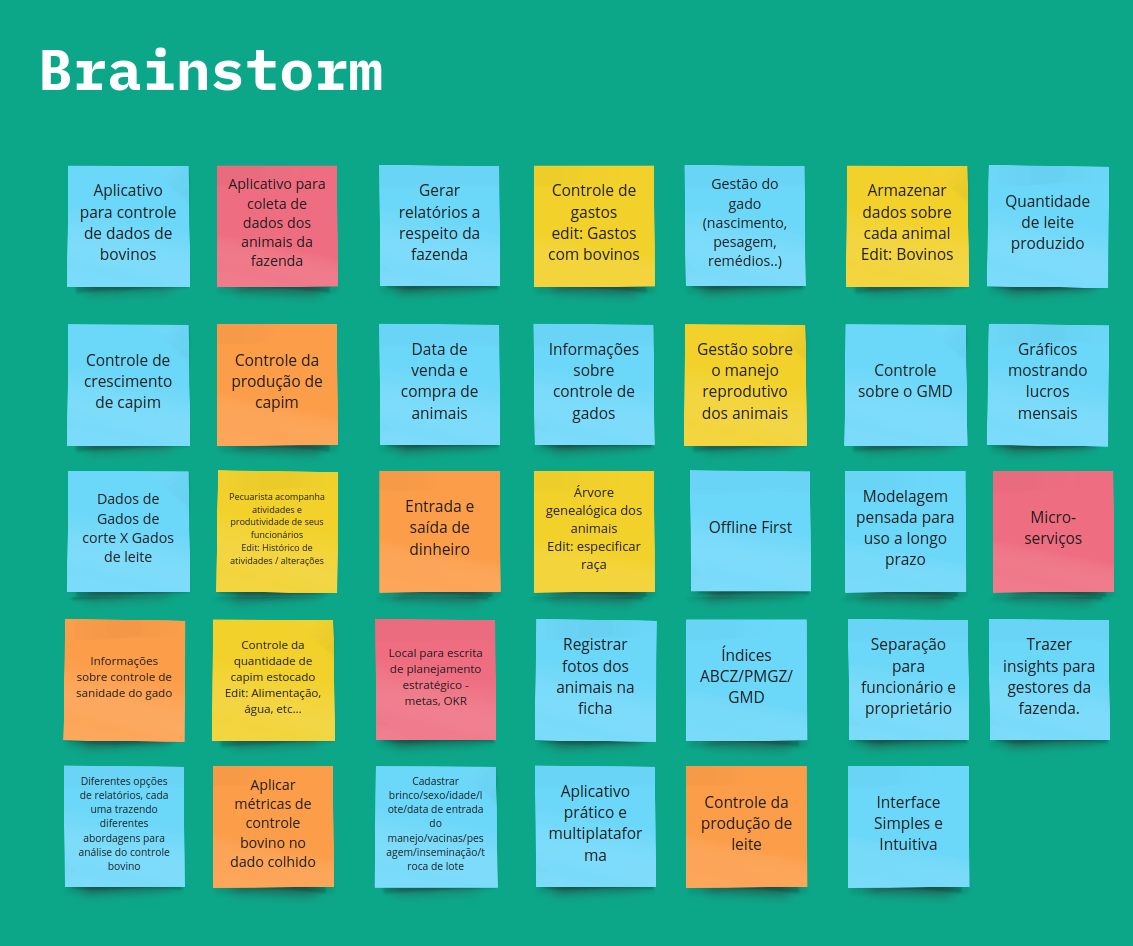 Brainstorm
Aplicativo
para controle
de dados de
bovinos
Aplicativo para
coleta de
dados dos
animais da
fazenda
Gerar
relatórios a
respeito da
fazenda
Controle de
gastos
edit: Gastos
com bovinos
Gestão do
gado
(nascimento,
pesagem,
remédios..)
Armazenar
dados sobre
cada animal
Edit: Bovinos
Quantidade
de leite
produzido
Controle de
crescimento
de capim
Controle da
produção de
capim
Data de
venda e
compra de
animais
Informações
sobre
controle de
gados
Gestão sobre
o manejo
reprodutivo
dos animais
Controle
sobre o GMD
Gráficos
mostrando
lucros
mensais
Dados de
Gados de
corte X Gados
de leite
Pecuarista acompanha
atividades e
produtividade de seus
funcionários
Edit: Histórico de
atividades / alterações
Entrada e
saída de
dinheiro
Árvore
genealógica dos
animais
Edit: especificar
raça
Offline First
Modelagem
pensada para
uso a longo
prazo
Micro-
serviços
Informações
sobre controle de
sanidade do gado
Controle da
quantidade de
capim estocado
Edit: Alimentação,
água, etc...
Local para escrita
de planejamento
estratégico -
metas, OKR
Registrar
fotos dos
animais na
ficha
Índices
ABCZ/PMGZ/
GMD
Separação
para
funcionário e
proprietário
Trazer
insights para
gestores da
fazenda.
Diferentes opções
de relatórios, cada
uma trazendo
diferentes
abordagens para
análise do controle
bovino
Aplicar
métricas de
controle
bovino no
dado colhido
Cadastrar
brinco/sexo/idade/l
ote/data de entrada
do
manejo/vacinas/pes
agem/inseminação/t
roca de lote
Aplicativo
prático e
multiplatafor
ma
Controle da
produção de
leite
Interface
Simples e
Intuitiva